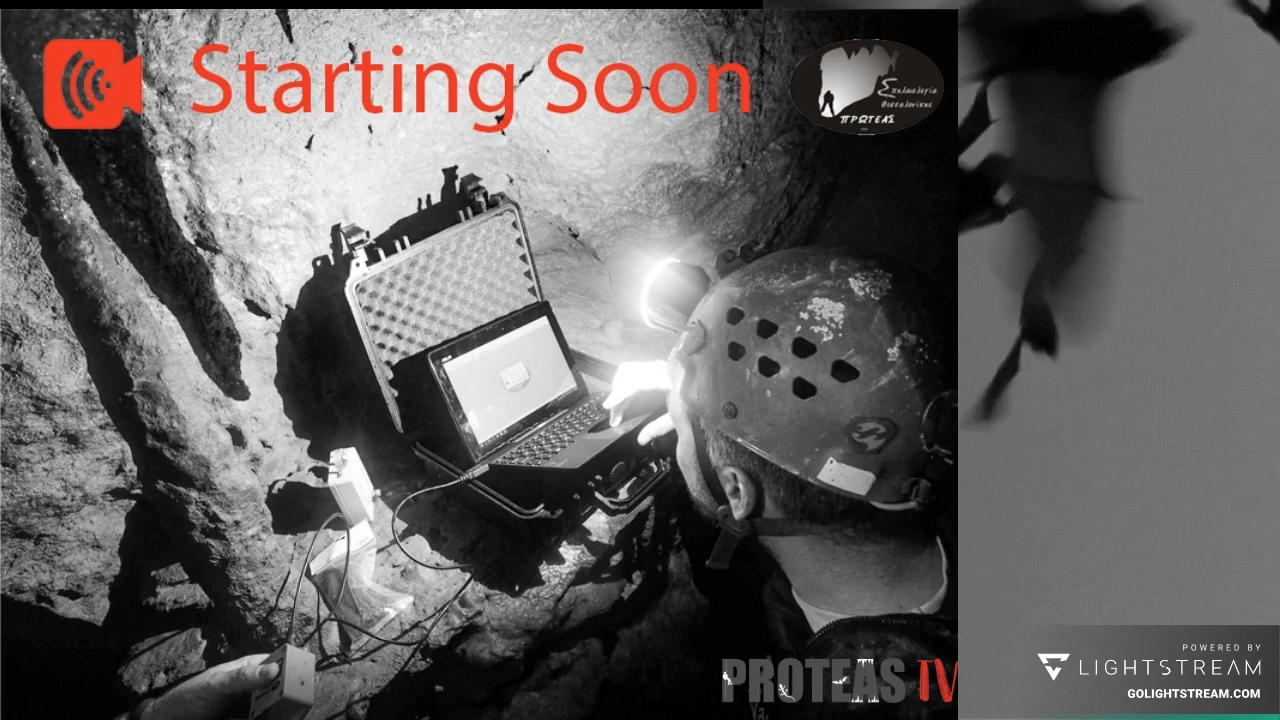 Starting Soon
Σπηλαιολογία
Θεσσαλονίκης
ΠΡΩΤΕΑΣ
PROTEAS TV
POWERED BY
LIGHTSTREAM
GOLIGHTSTREAM.COM